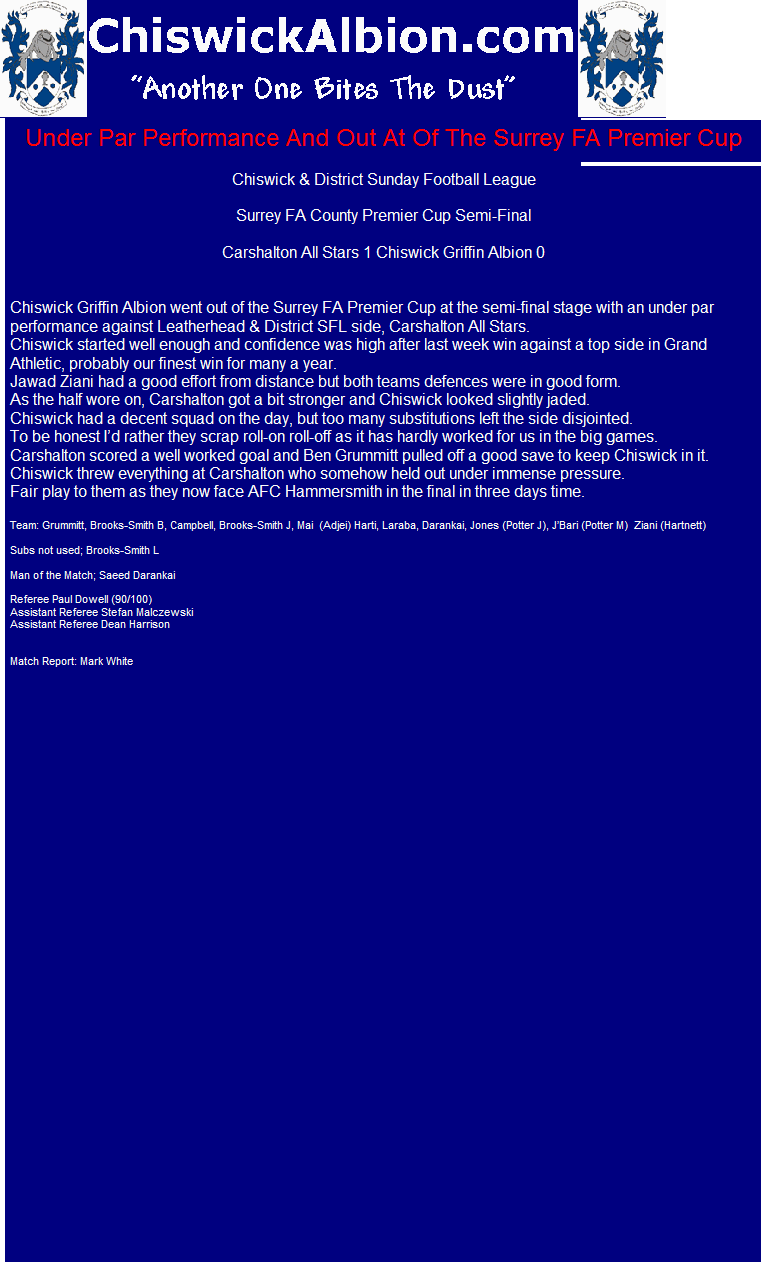 ChiswickAlbion.com
“Another One Bites The Dust”
Under Par Performance And Out At Of The Surrey FA Premier Cup
Chiswick & District Sunday Football League
Surrey FA County Premier Cup Semi-Final
Carshalton All Stars 1 Chiswick Griffin Albion 0
Chiswick Griffin Albion went out of the Surrey FA Premier Cup at the semi-final stage with an under par
performance against Leatherhead & District SFL side, Carshalton All Stars.
Chiswick started well enough and confidence was high after last week win against a top side in Grand
Athletic, probably our finest win for many a year.
Jawad Ziani had a good effort from distance but both teams defences were in good form.
As the half wore on, Carshalton got a bit stronger and Chiswick looked slightly jaded.
Chiswick had a decent squad on the day, but too many substitutions left the side disjointed.
To be honest I’d rather they scrap roll-on roll-off as it has hardly worked for us in the big games.
Carshalton scored a well worked goal and Ben Grummitt pulled off a good save to keep Chiswick in it.
Chiswick threw everything at Carshalton who somehow held out under immense pressure.
Fair play to them as they now face AFC Hammersmith in the final in three days time.
Team: Grummitt, Brooks-Smith B, Campbell, Brooks-Smith J, Mai (Adjei) Harti, Laraba, Darankai, Jones (Potter J), J'Bari (Potter M) Ziani (Hartnett)
Subs not used; Brooks-Smith L
Man of the Match; Saeed Darankai
Referee Paul Dowell (90/100)
Assistant Referee Stefan Malczewski
Assistant Referee Dean Harrison
Match Report: Mark White